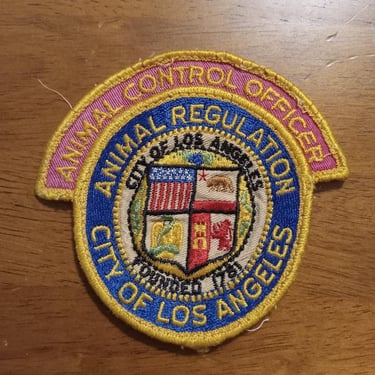 ANIMAL CONTROL OFFICER
ANIMAL REGULATION
CITY OF LOS ANGELES
FOUNDED 1781
CITY OF LOS ANGELES